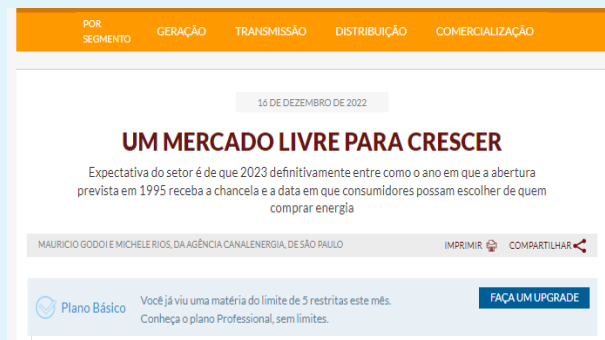 POR
SEGMENTO
GERAÇÃO
TRANSMISSÃO
DISTRIBUIÇÃO
COMERCIALIZAÇÃO
16 DE DEZEMBRO DE 2022
UM MERCADO LIVRE PARA CRESCER
Expectativa do setor é de que 2023 definitivamente entre como o ano em que a abertura
prevista em 1995 receba a chancela e a data em que consumidores possam escolher de quem
comprar energia
MAURICIO GODOI E MICHELE RIOS, DA AGÊNCIA CANALENERGIA, DE SÃO PAULO
IMPRIMIR
COMPARTILHAR
Plano Básico
Você já viu uma matéria do limite de 5 restritas este mês.
Conheça o plano Professional, sem limites.
FAÇA UM UPGRADE